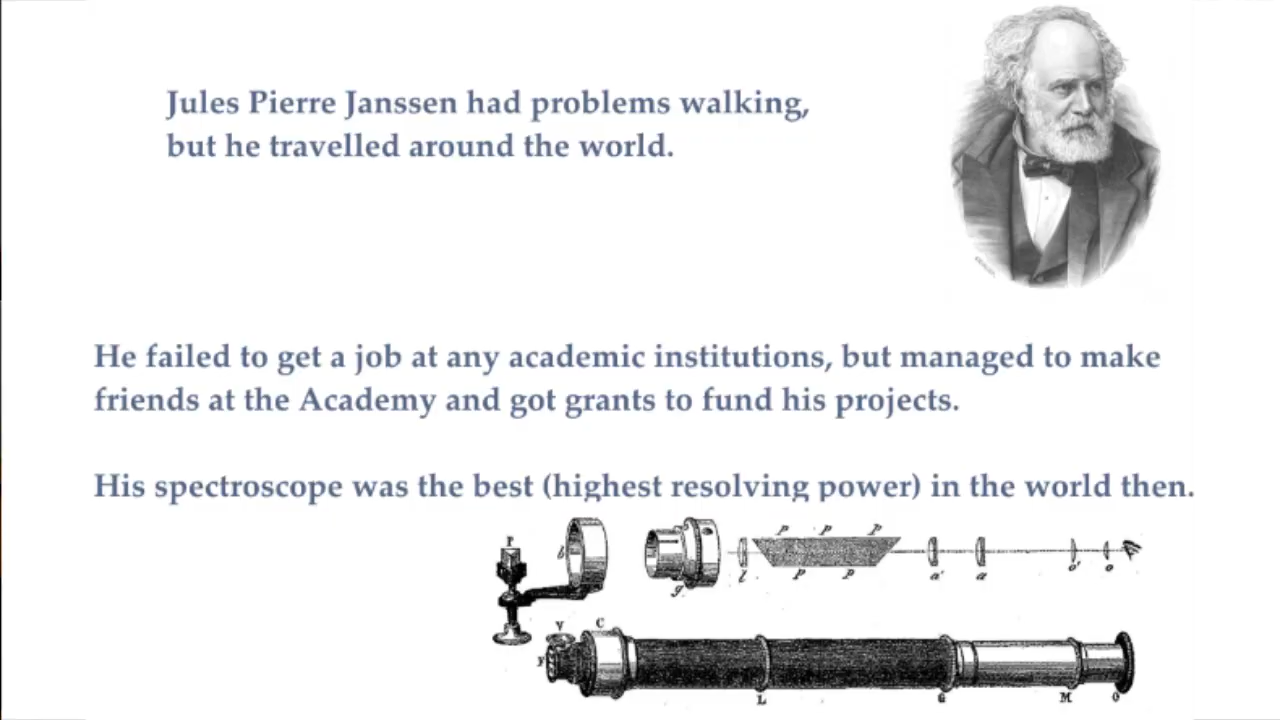 Jules Pierre Janssen had problems walking,
but he travelled around the world.
He failed to get a job at any academic institutions, but managed to make
friends at the Academy and got grants to fund his projects.
His spectroscope was the best (highest resolving power) in the world then.
P
b
g
l
p p p
p p
a' a
o' o
V C
F
L G M O